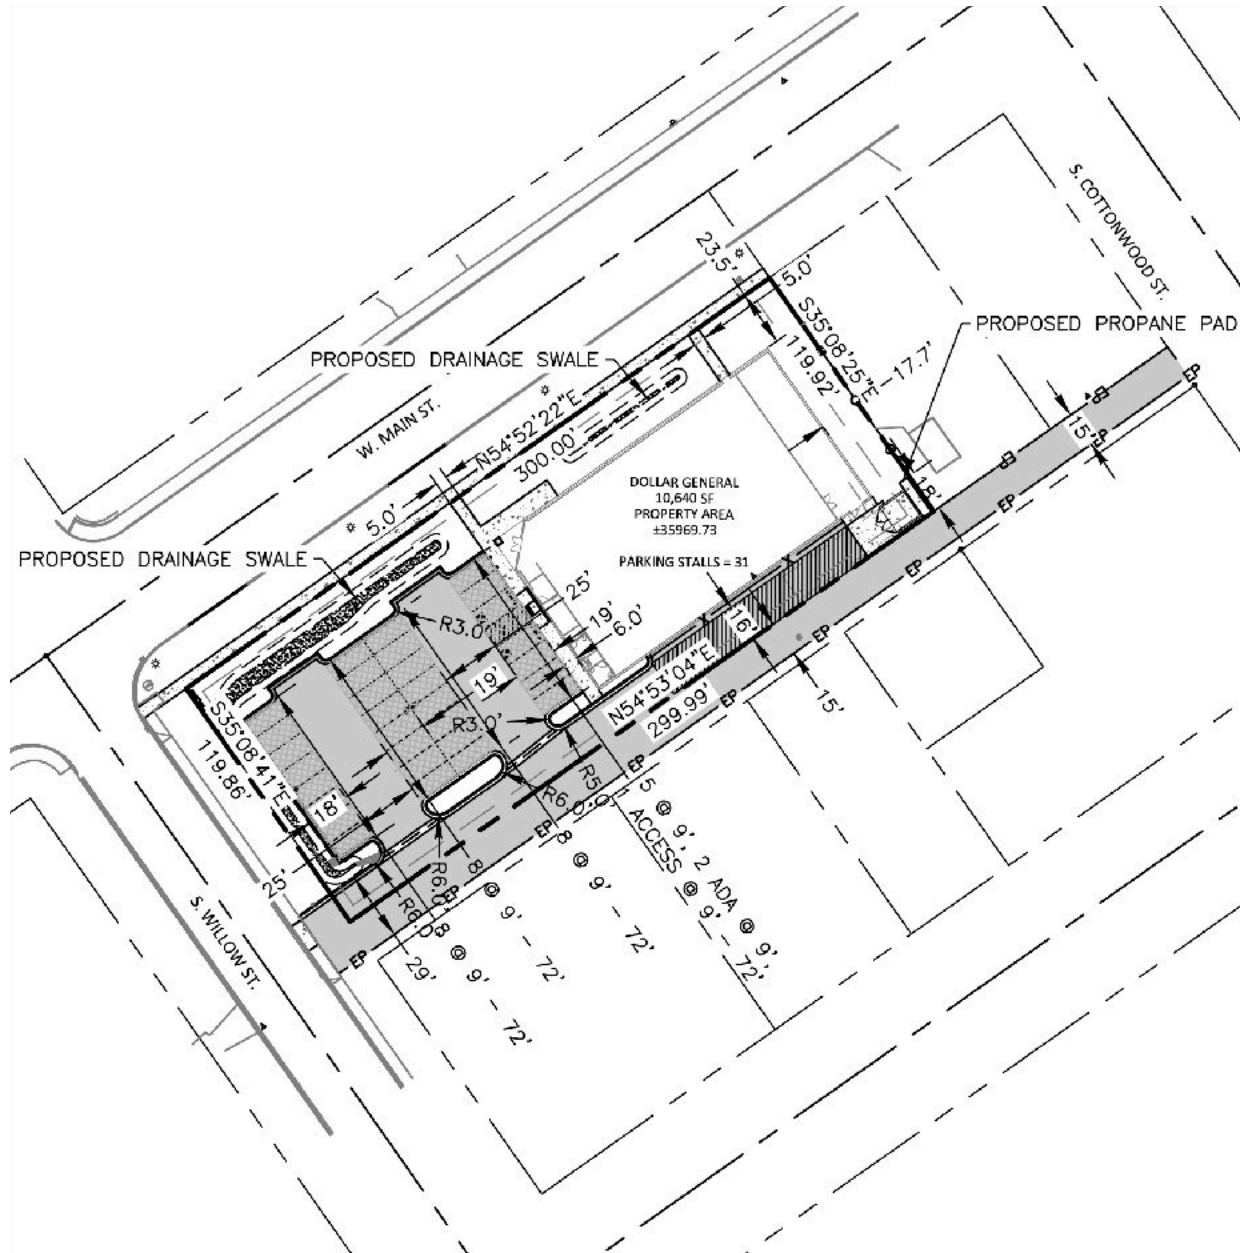 S. COTTONWOOD ST.
23.5'
5.0'
S35°08'25"E
119.92'
17.7'
PROPOSED PROPANE PAD
PROPOSED DRAINAGE SWALE
W. MAIN ST.
N54°52'22"E
300.00'
EP
15'
18'
EP
DOLLAR GENERAL
10,640 SF
PROPERTY AREA
±35969.73
PARKING STALLS = 31
5.0'
PROPOSED DRAINAGE SWALE
EP
EP
25'
19'
6.0'
R3.0'
16'
EP
19'
N54°53'04"E
299.99'
15'
EP
R3.0'
S35°08'41"E
119.86'
EP
18'
25'
EP
R6.0'
EP
R6.0'
29'
EP
S. WILLOW ST.
5 @ 9', 2 ADA @ 9',
ACCESS @ 9' - 72'
8 @ 9' - 72'
8 @ 9' - 72'
8 @ 9' - 72'